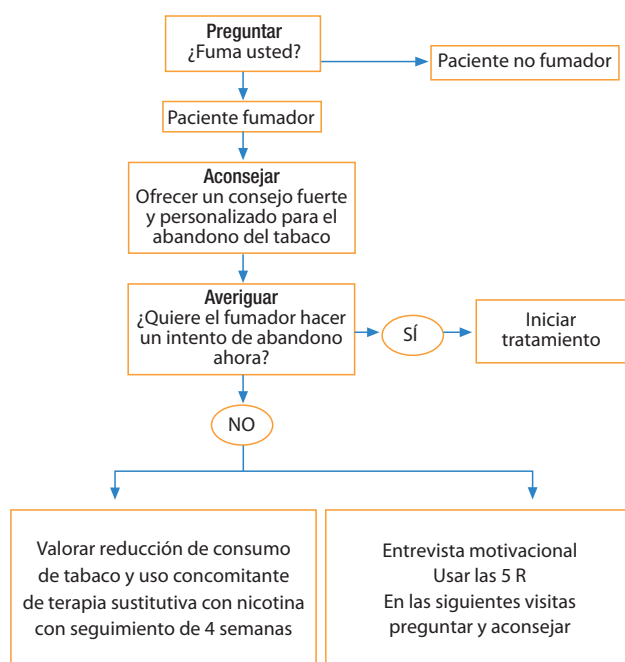 Preguntar
¿Fuma usted?
Paciente no fumador
Paciente fumador
Aconsejar
Ofrecer un consejo fuerte
y personalizado para el
abandono del tabaco
Averiguar
¿Quiere el fumador hacer
un intento de abandono
ahora?
SÍ
Iniciar
tratamiento
NO
Valorar reducción de consumo
de tabaco y uso concomitante
de terapia sustitutiva con nicotina
con seguimiento de 4 semanas
Entrevista motivacional
Usar las 5 R
En las siguientes visitas
preguntar y aconsejar